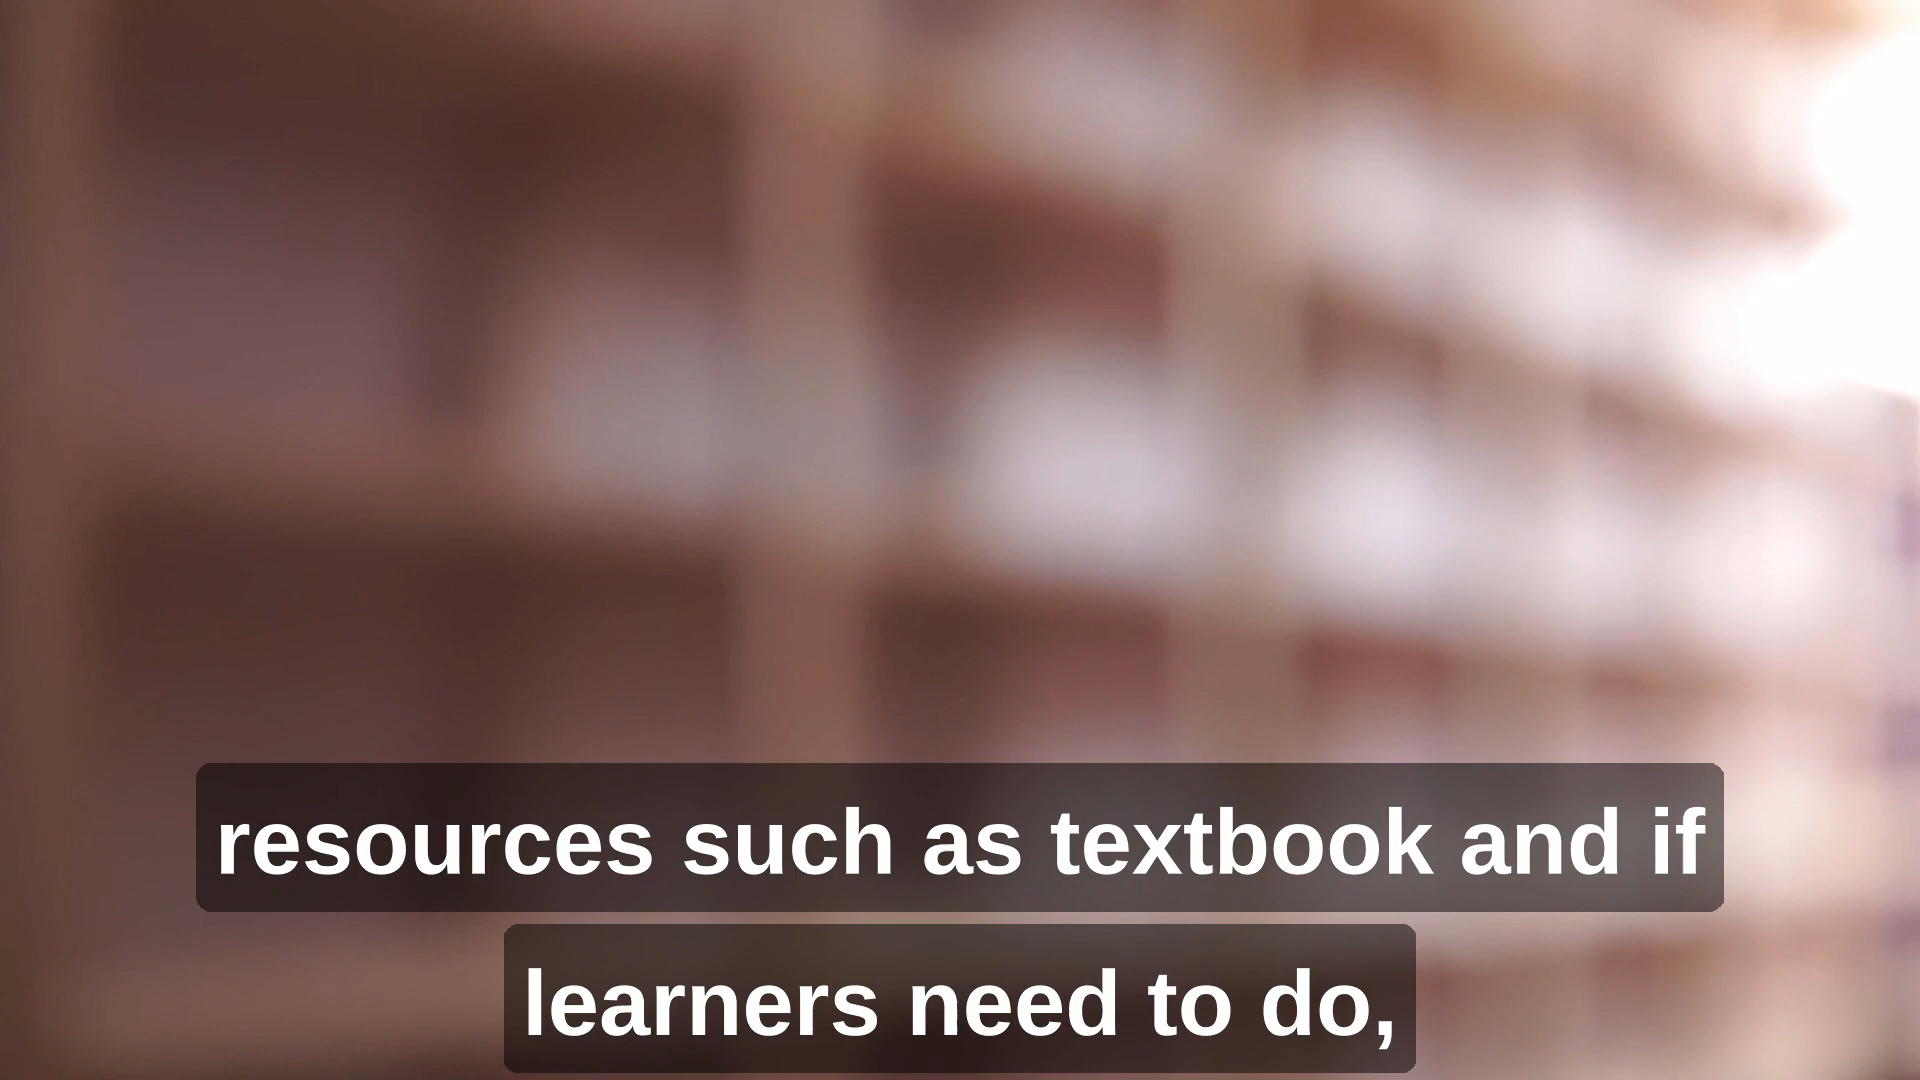 resources such as textbook and if
learners need to do,